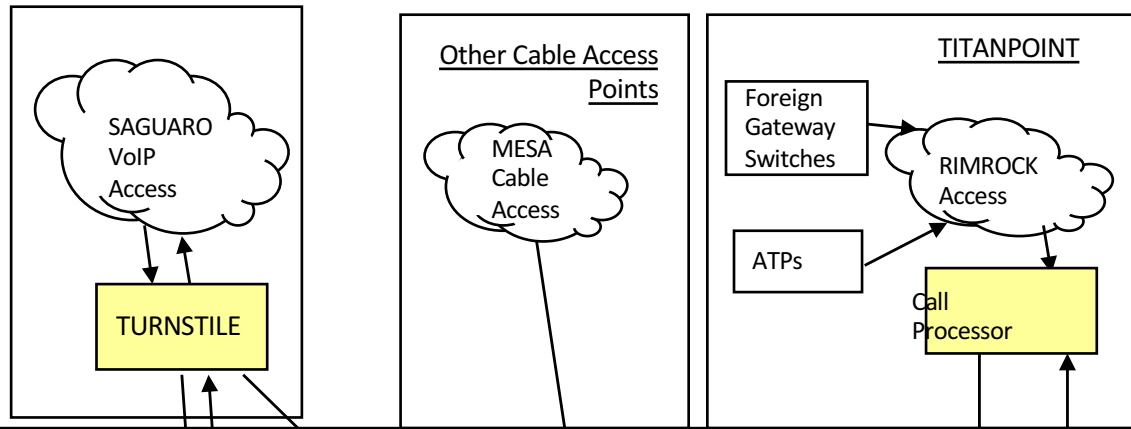 SAGUARO
VoIP
Access
TURNSTILE
Other Cable Access
Points
MESA
Cable
Access
TITANPOINT
Foreign
Gateway
Switches
RIMROCK
Access
ATPs
Call
Processor